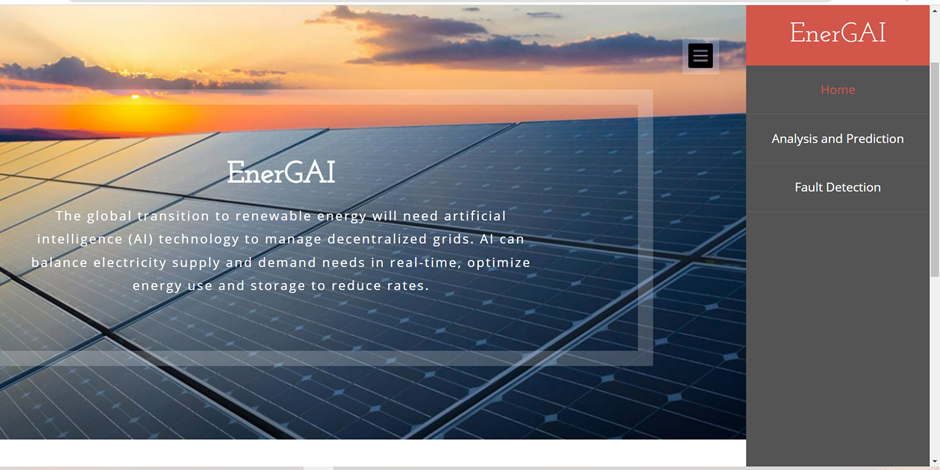 EnerGAI
The global transition to renewable energy will need artificial
intelligence (AI) technology to manage decentralized grids. AI can
balance electricity supply and demand needs in real-time, optimize
energy use and storage to reduce rates.
EnerGAI
Home
Analysis and Prediction
Fault Detection